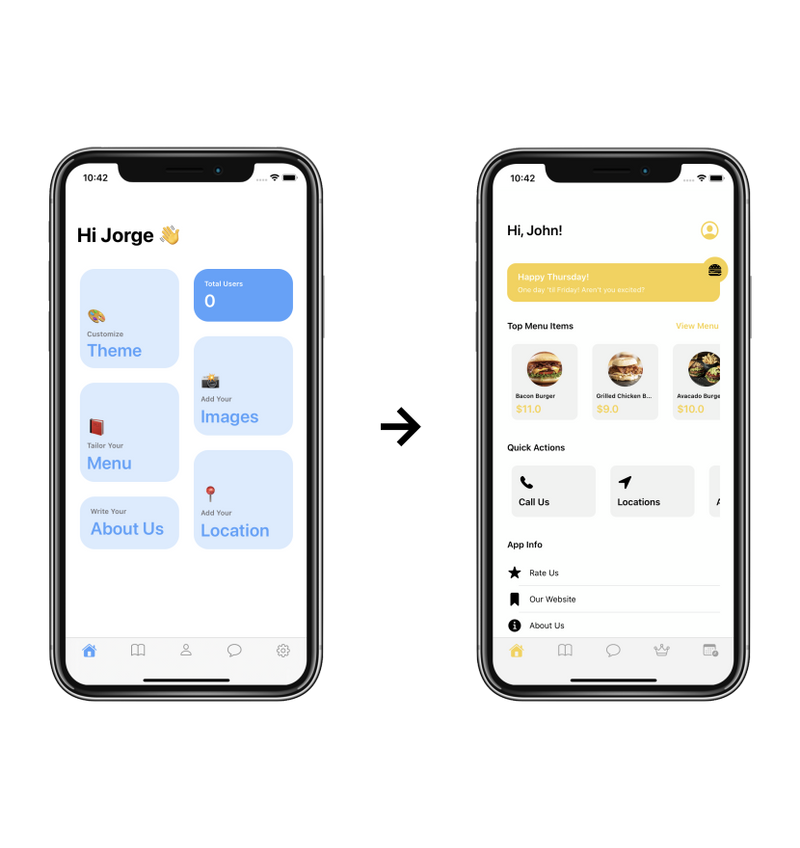 10:42
Hi Jorge 👋
Customize
Theme
Total Users
0
Add Your
Images
Tailor Your
Menu
Add Your
Location
Write Your
About Us
10:42
Hi, John!
Happy Thursday!
One day 'til Friday! Aren't you excited?
Top Menu Items
View Menu
Bacon Burger
$11.0
Grilled Chicken B...
$9.0
Avacado Burge
$10.0
Quick Actions
Call Us
Locations
App Info
Rate Us
Our Website
About Us